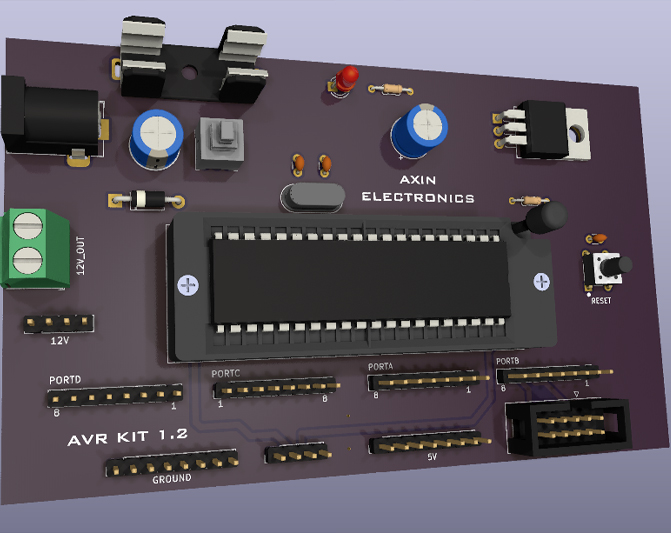 AXIN
ELECTRONICS
12V_OUT
RESET
12V
PORTD
8 1
PORTC
1 8
PORTA
8 1
PORTB
8 1
AVR KIT 1.2
GROUND
5V